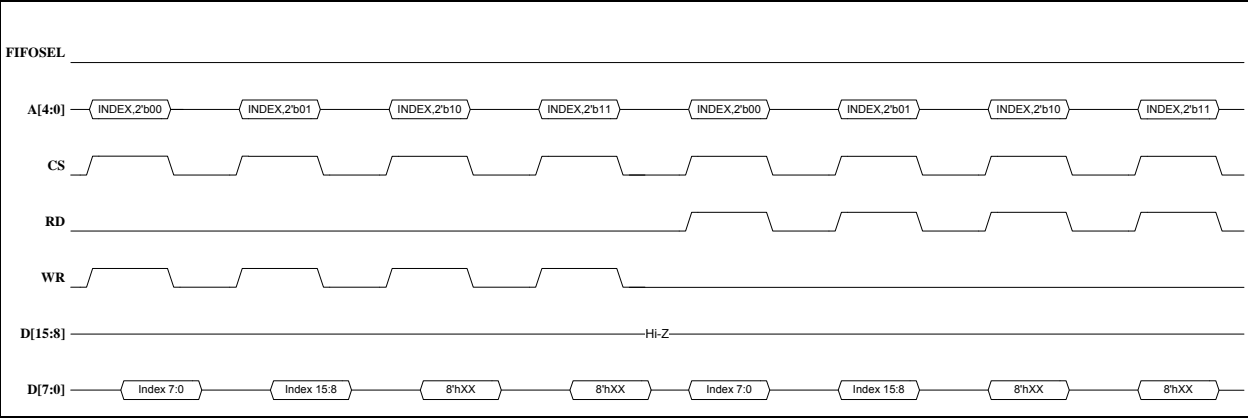 FIFOSEL
A[4:0] INDEX,2'b00 INDEX,2'b01 INDEX,2'b10 INDEX,2'b11 INDEX,2'b00 INDEX,2'b01 INDEX,2'b10 INDEX,2'b11
CS
RD
WR
D[15:8] Hi-Z
D[7:0] Index 7:0 Index 15:8 8'hXX 8'hXX Index 7:0 Index 15:8 8'hXX 8'hXX